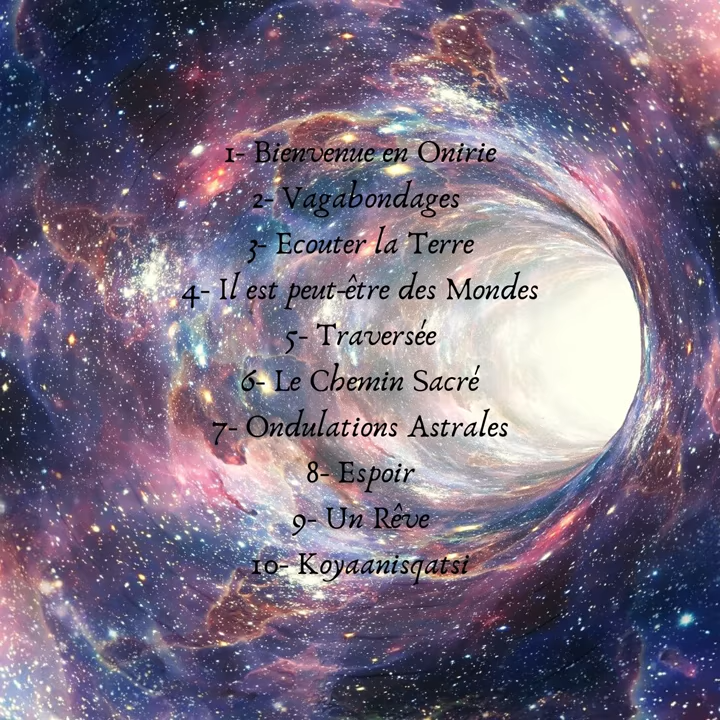 1- Bienvenue en Onirie
2- Vagabondages
3- Ecouter la Terre
4- Il est peut-être des Mondes
5- Traversée
6- Le Chemin Sacré
7- Ondulations Astrales
8- Espoir
9- Un Rêve
10- Koyaanisqatsi